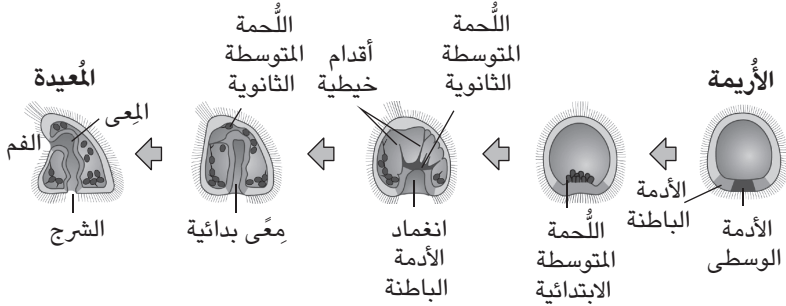 الأُريمة
الأدمة
الباطنة
الأدمة
الوسطى
اللُّحمة
المتوسطة
الابتدائية
اللُّحمة
المتوسطة
الثانوية
أقدام
خيطية
انغماد
الأدمة
الباطنة
اللُّحمة
المتوسطة
الثانوية
مِعًى بدائية
المُعيدة
المِعى
الفم
الشرج